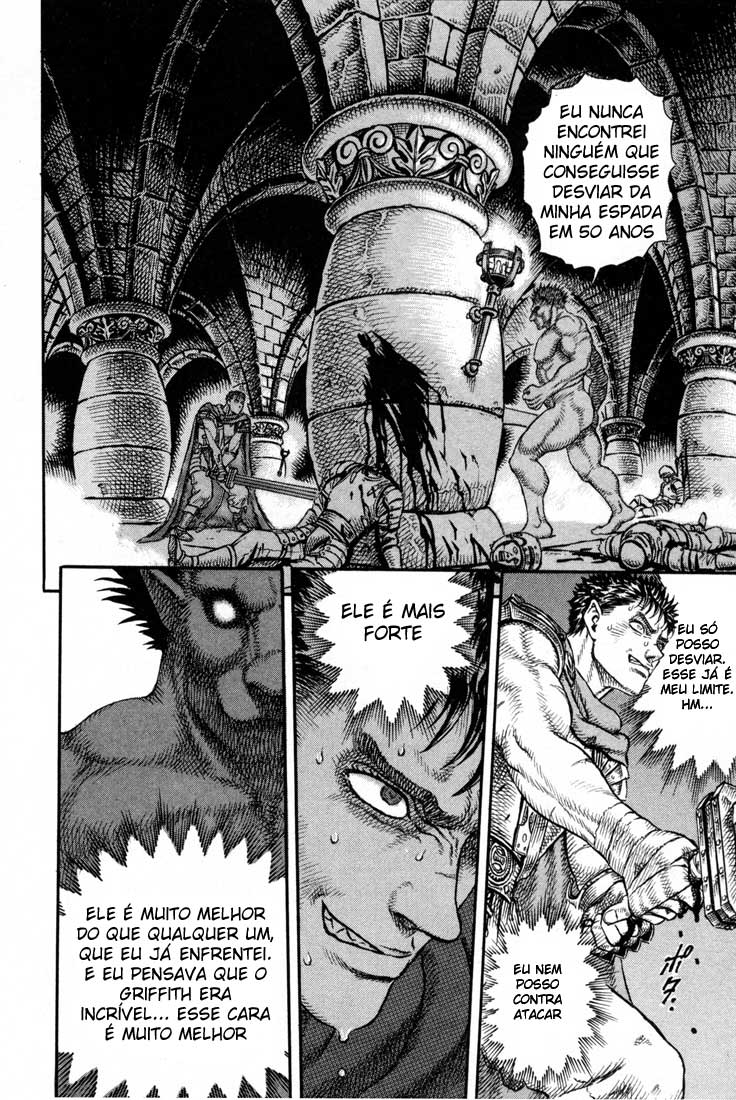 EU NUNCA
ENCONTREI
NINGUÉM QUE
CONSEGUISSE
DESVIAR DA
MINHA ESPADA
EM 50 ANOS
EU SÓ
POSSO
DESVIAR.
ESSE JÁ É
MEU LIMITE.
HM...
EU NEM
POSSO
CONTRA
ATACAR
ポタ
ELE É MAIS
FORTE
ELE É MUITO MELHOR
DO QUE QUALQUER UM,
QUE EU JÁ ENFRENTEI.
E EU PENSAVA QUE O
GRIFFITH ERA
INCRÍVEL... ESSE CARA
É MUITO MELHOR